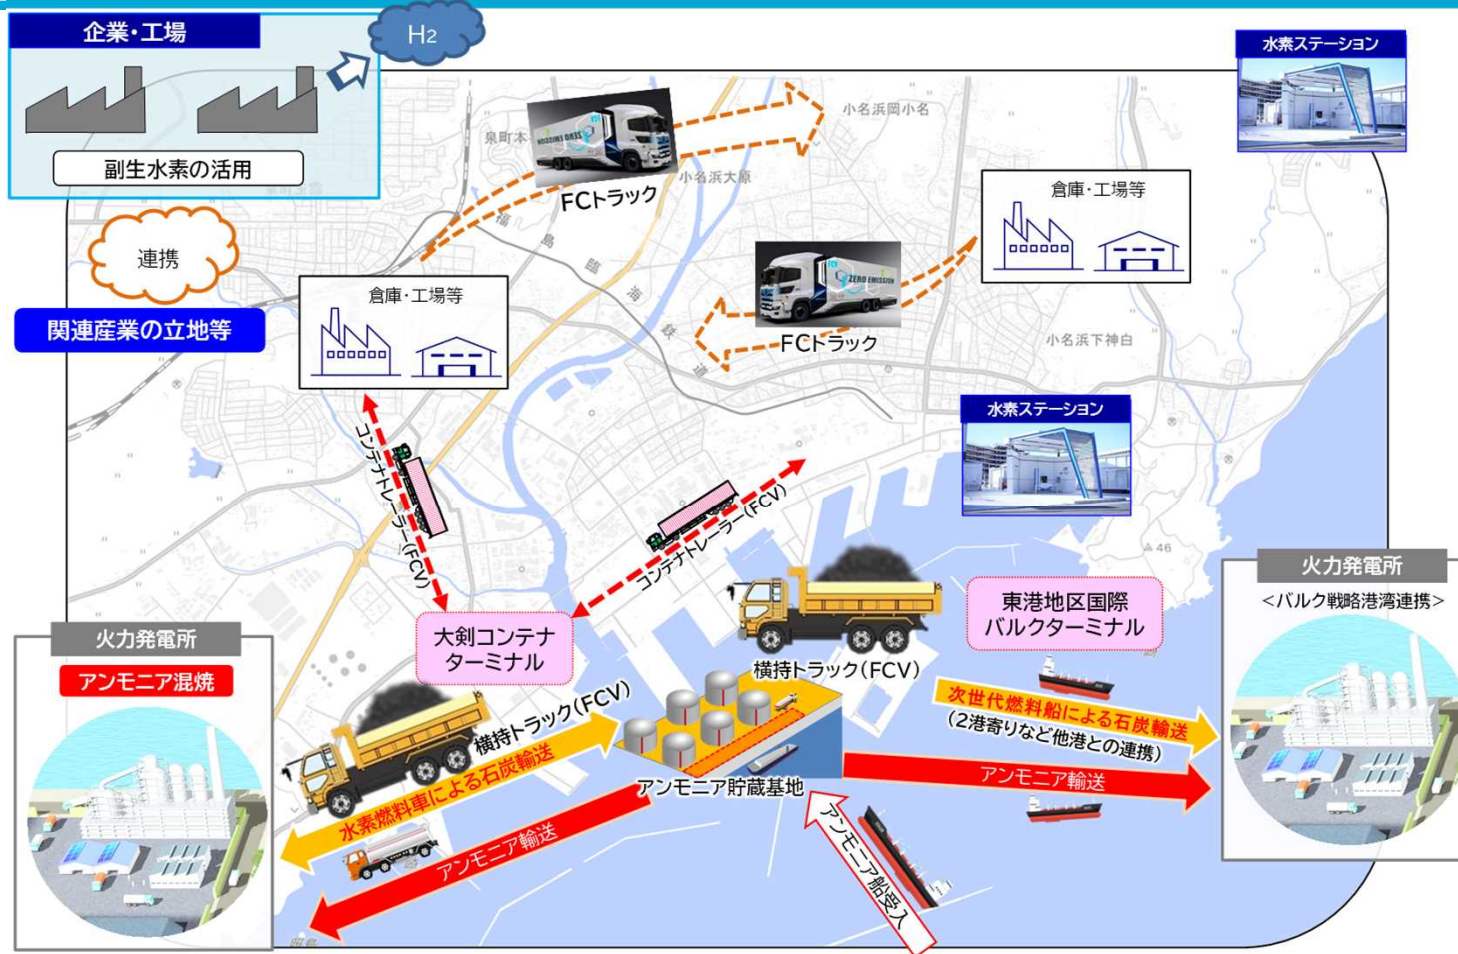 企業・工場
H2
副生水素の活用
連携
関連産業の立地等
水素ステーション
小名浜岡小名
泉町本
小名浜大原
FCトラック
倉庫・工場等
福島臨海鉄道
FCトラック
倉庫・工場等
小名浜下神白
水素ステーション
コンテナトレーラー(FCV)
コンテナトレーラー(FCV)
46
大剣コンテナ
ターミナル
東港地区国際
バルクターミナル
横持トラック(FCV)
火力発電所
<バルク戦略港湾連携>
火力発電所
アンモニア混焼
横持トラック(FCV)
水素燃料車による石炭輸送
アンモニア輸送
アンモニア貯蔵基地
次世代燃料船による石炭輸送
(2港寄りなど他港との連携)
アンモニア輸送
アンモニア船受入